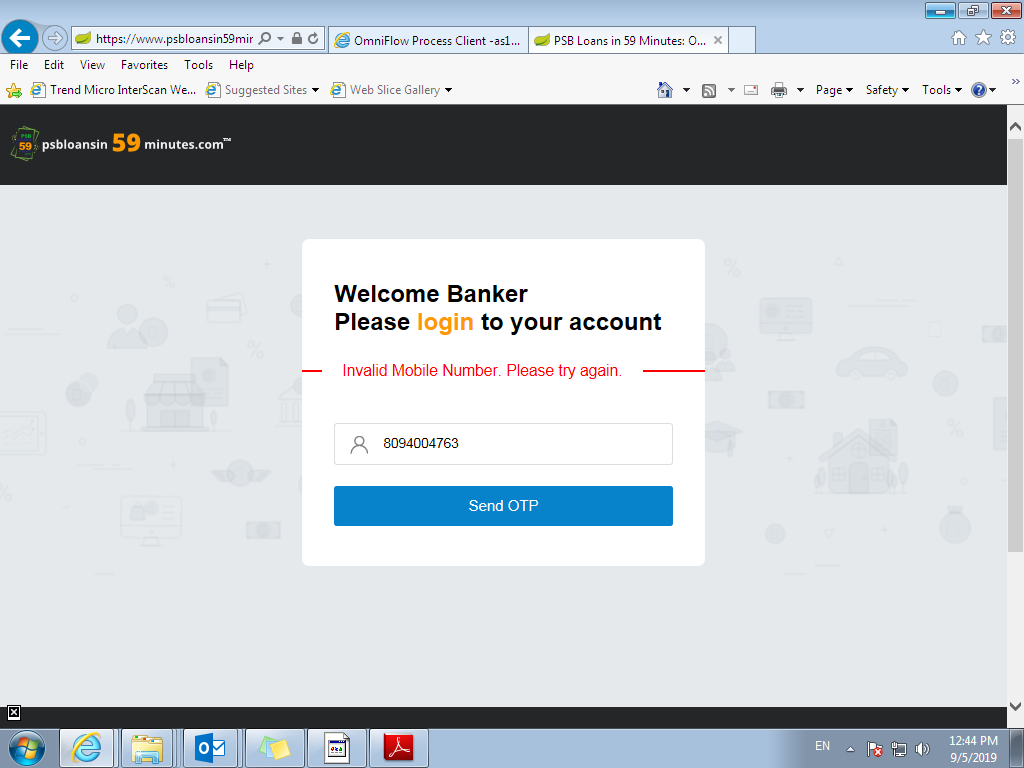 https://www.psbloansin59mir
OmniFlow Process Client -as1...
PSB Loans in 59 Minutes: O...
File Edit View Favorites Tools Help
Trend Micro InterScan We... Suggested Sites Web Slice Gallery Page Safety Tools
PSB
59
psbloansin 59 minutes.com™
Welcome Banker
Please login to your account
Invalid Mobile Number. Please try again.
8094004763
Send OTP
EN
12:44 PM
9/5/2019